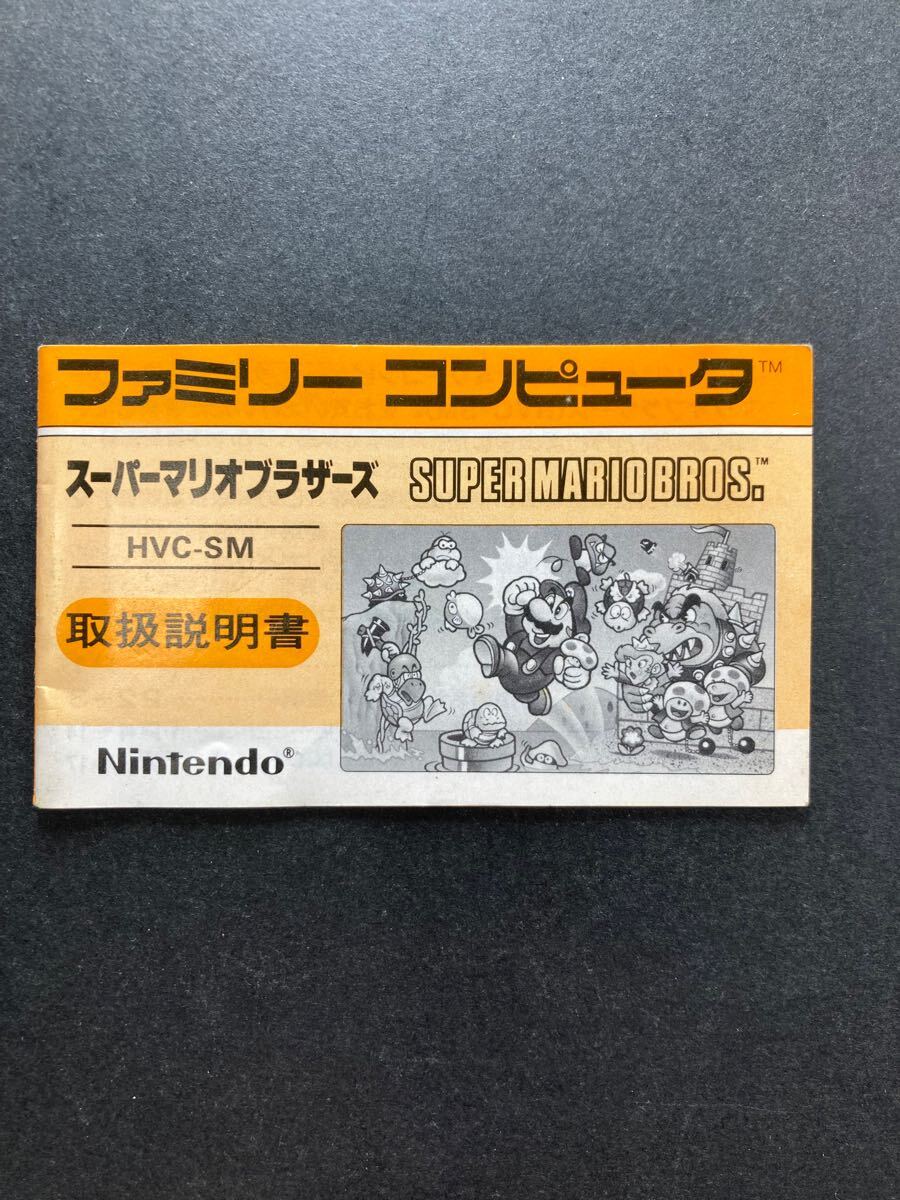 ファミリー コンピュータ™
スーパーマリオブラザーズ SUPER MARIO BROS.™
HVC-SM
取扱説明書
Nintendo®